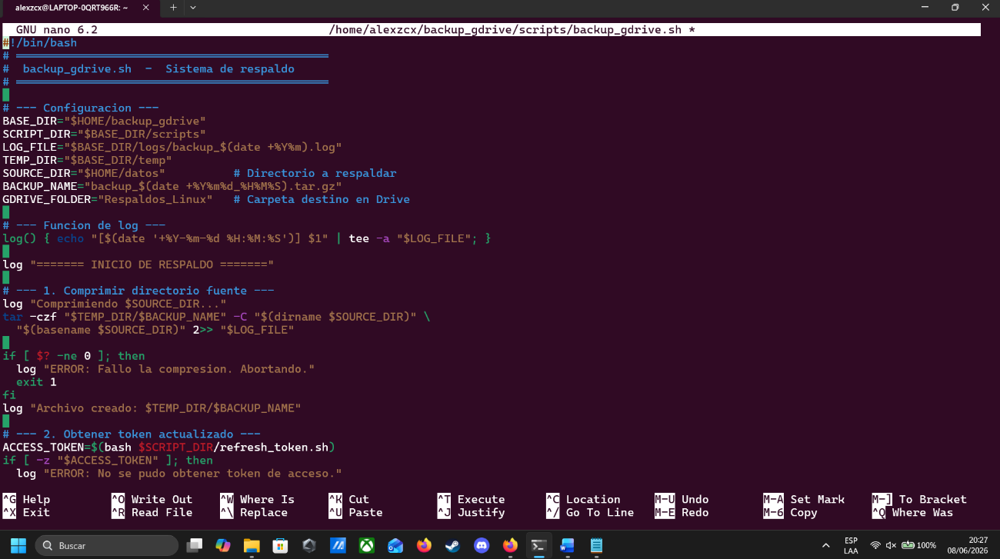 alexzcx@LAPTOP-0QRT966R: ~
GNU nano 6.2 /home/alexzcx/backup_gdrive/scripts/backup_gdrive.sh *
#!/bin/bash
# ══════════════════════════════════════════════
#  backup_gdrive.sh  -  Sistema de respaldo
# ══════════════════════════════════════════════
# --- Configuracion ---
BASE_DIR="$HOME/backup_gdrive"
SCRIPT_DIR="$BASE_DIR/scripts"
LOG_FILE="$BASE_DIR/logs/backup_$(date +%Y%m).log"
TEMP_DIR="$BASE_DIR/temp"
SOURCE_DIR="$HOME/datos"          # Directorio a respaldar
BACKUP_NAME="backup_$(date +%Y%m%d_%H%M%S).tar.gz"
GDRIVE_FOLDER="Respaldos_Linux"   # Carpeta destino en Drive
# --- Funcion de log ---
log() { echo "[$(date '+%Y-%m-%d %H:%M:%S')] $1" | tee -a "$LOG_FILE"; }
log "======= INICIO DE RESPALDO ======="
# --- 1. Comprimir directorio fuente ---
log "Comprimiendo $SOURCE_DIR..."
tar -czf "$TEMP_DIR/$BACKUP_NAME" -C "$(dirname $SOURCE_DIR)" \
  "$(basename $SOURCE_DIR)" 2>> "$LOG_FILE"
if [ $? -ne 0 ]; then
  log "ERROR: Fallo la compresion. Abortando."
  exit 1
fi
log "Archivo creado: $TEMP_DIR/$BACKUP_NAME"
# --- 2. Obtener token actualizado ---
ACCESS_TOKEN=$(bash $SCRIPT_DIR/refresh_token.sh)
if [ -z "$ACCESS_TOKEN" ]; then
  log "ERROR: No se pudo obtener token de acceso."
^G Help ^O Write Out ^W Where Is ^K Cut ^T Execute ^C Location M-U Undo M-A Set Mark M-] To Bracket
^X Exit ^R Read File ^\ Replace ^U Paste ^J Justify ^/ Go To Line M-E Redo M-6 Copy ^Q Where Was
Buscar
ESP
LAA
100%
20:27
08/06/2026